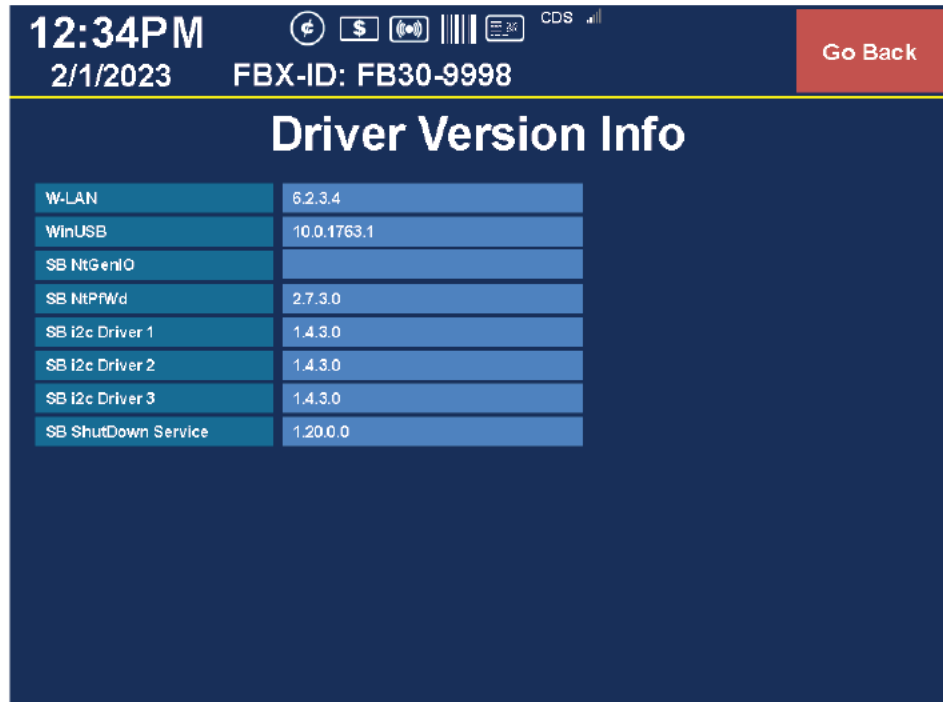 12:34PM
CDS
2/1/2023 FBX-ID: FB30-9998
Go Back
Driver Version Info
W-LAN 6.2.3.4
WinUSB 10.0.1763.1
SB NtGenIO
SB NtPfWd 2.7.3.0
SB i2c Driver 1 1.4.3.0
SB i2c Driver 2 1.4.3.0
SB i2c Driver 3 1.4.3.0
SB ShutDown Service 1.20.0.0